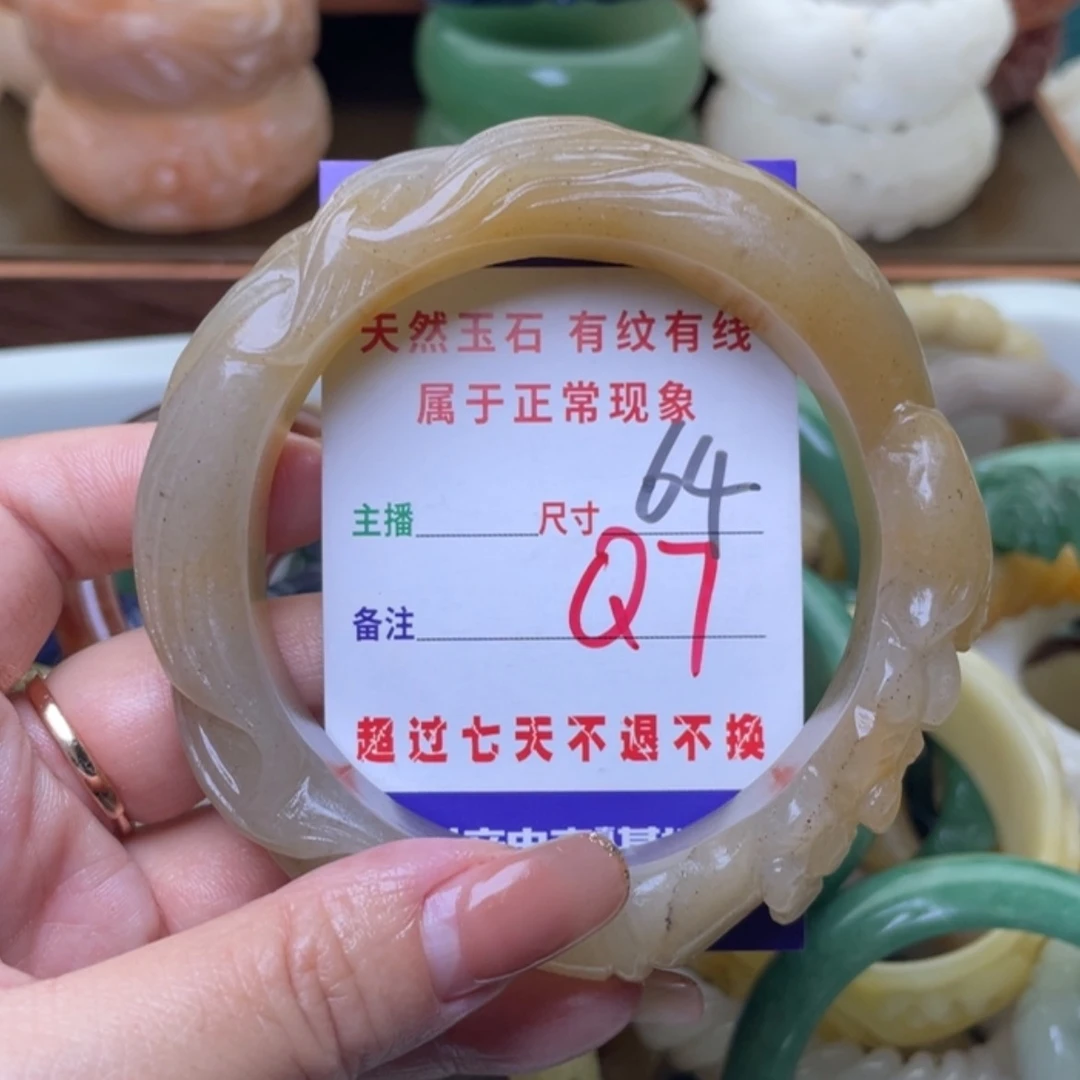 天然玉石 有纹有线
属于正常现象
主播 尺寸 64
备注 Q7
超过七天不退不换